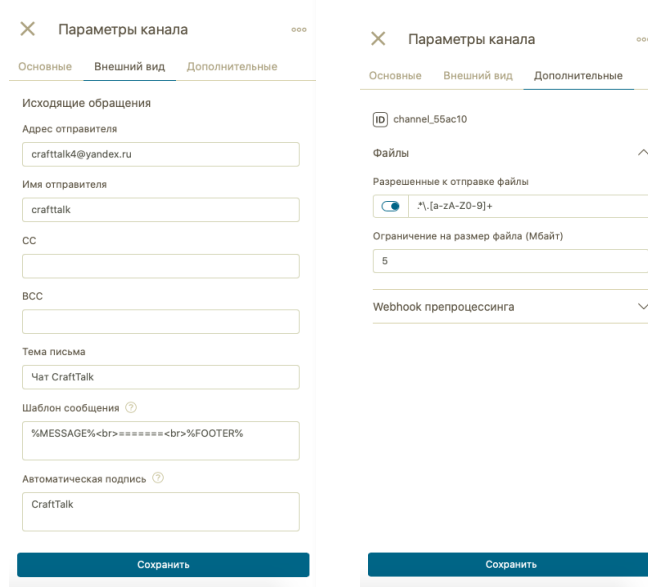 Параметры канала
Основные Внешний вид Дополнительные
Исходящие обращения
Адрес отправителя
crafttalk4@yandex.ru
Имя отправителя
crafttalk
CC
BCC
Тема письма
Чат CraftTalk
Шаблон сообщения ?
%MESSAGE%<br>=======<br>%FOOTER%
Автоматическая подпись ?
CraftTalk
Сохранить
Параметры канала
Основные Внешний вид Дополнительные
ID channel_55ac10
Файлы
Разрешенные к отправке файлы
.*\.[a-zA-Z0-9]+
Ограничение на размер файла (Мбайт)
5
Webhook препроцессинга
Сохранить